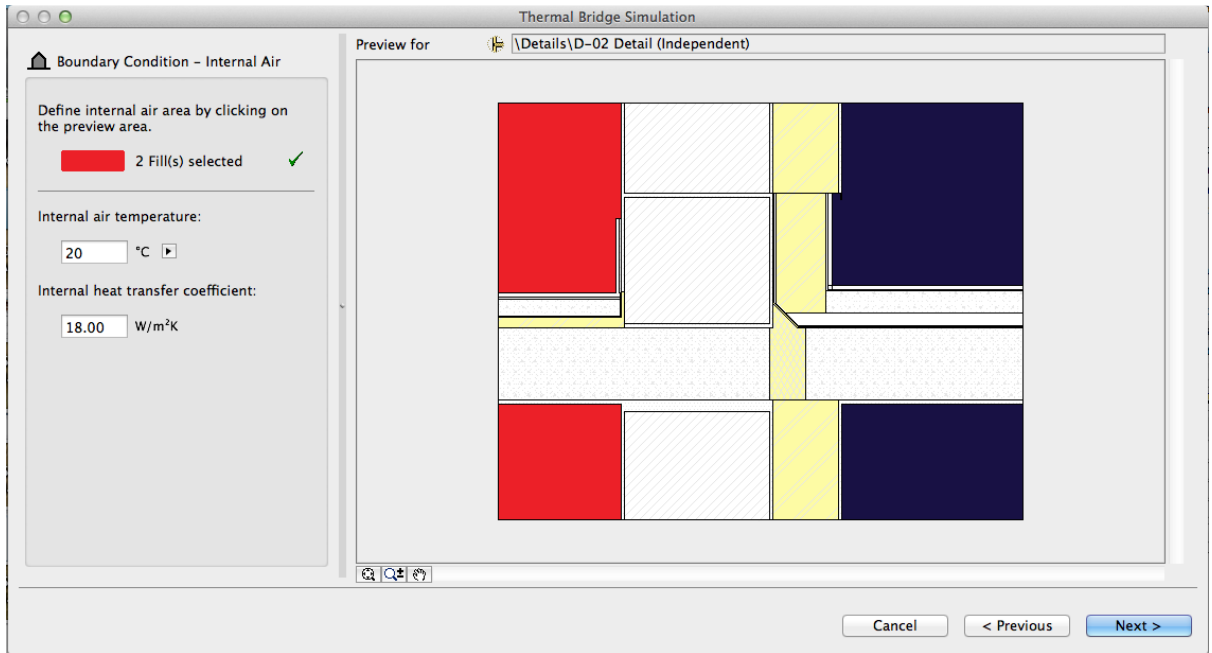 Thermal Bridge Simulation
Boundary Condition – Internal Air
Define internal air area by clicking on
the preview area.
2 Fill(s) selected
Internal air temperature:
20 °C
Internal heat transfer coefficient:
18.00 W/m²K
Preview for \Details\D-02 Detail (Independent)
Cancel < Previous Next >